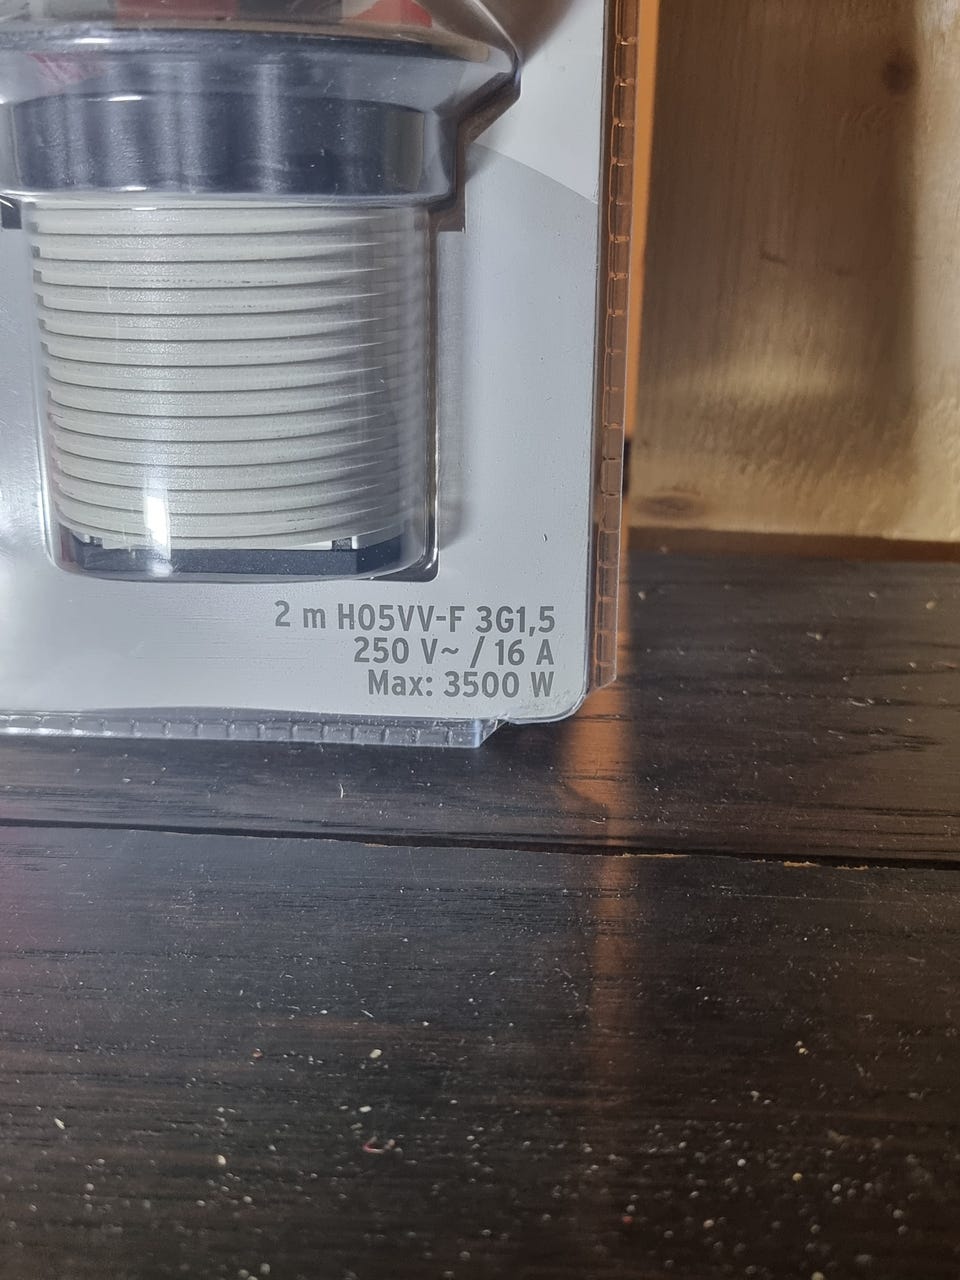 2 m H05VV-F 3G1,5
250 V~ / 16 A
Max: 3500 W